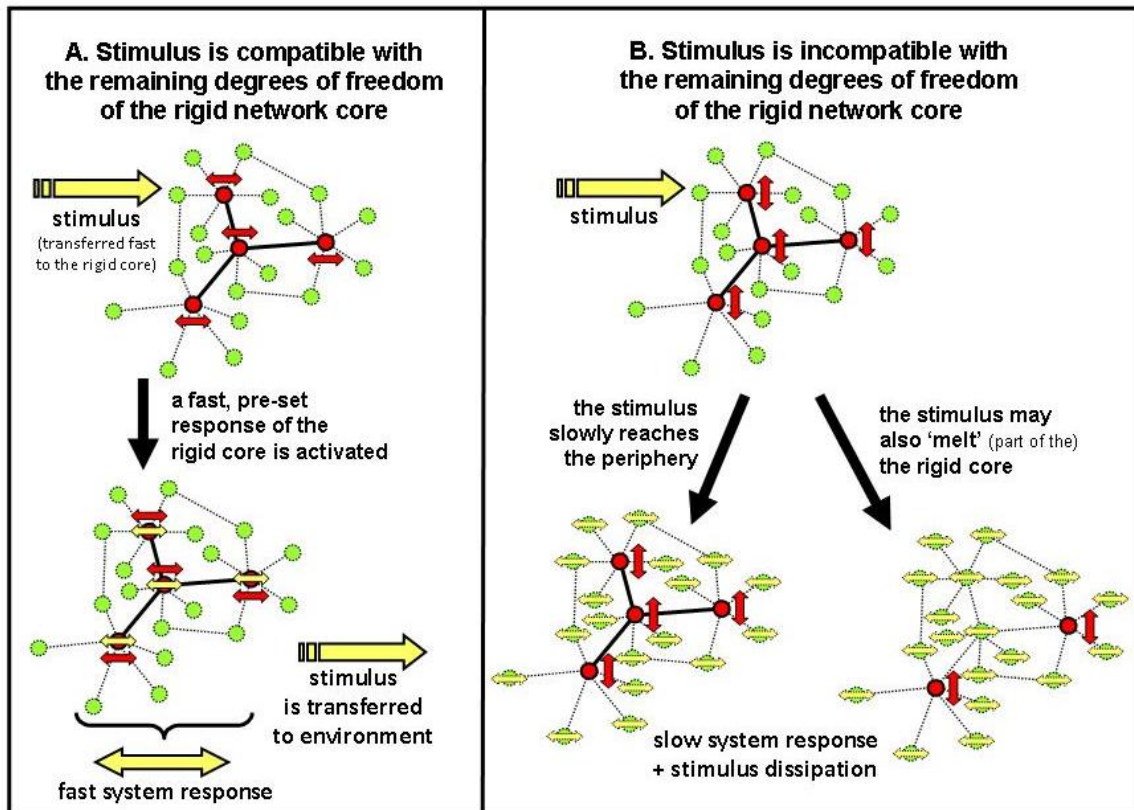 A. Stimulus is compatible with
the remaining degrees of freedom
of the rigid network core
stimulus
(transferred fast
to the rigid core)
a fast, pre-set
response of the
rigid core is activated
stimulus
is transferred
to environment
fast system response
B. Stimulus is incompatible with
the remaining degrees of freedom
of the rigid network core
stimulus
the stimulus
slowly reaches
the periphery
the stimulus may
also ‘melt’ (part of the)
the rigid core
slow system response
+ stimulus dissipation